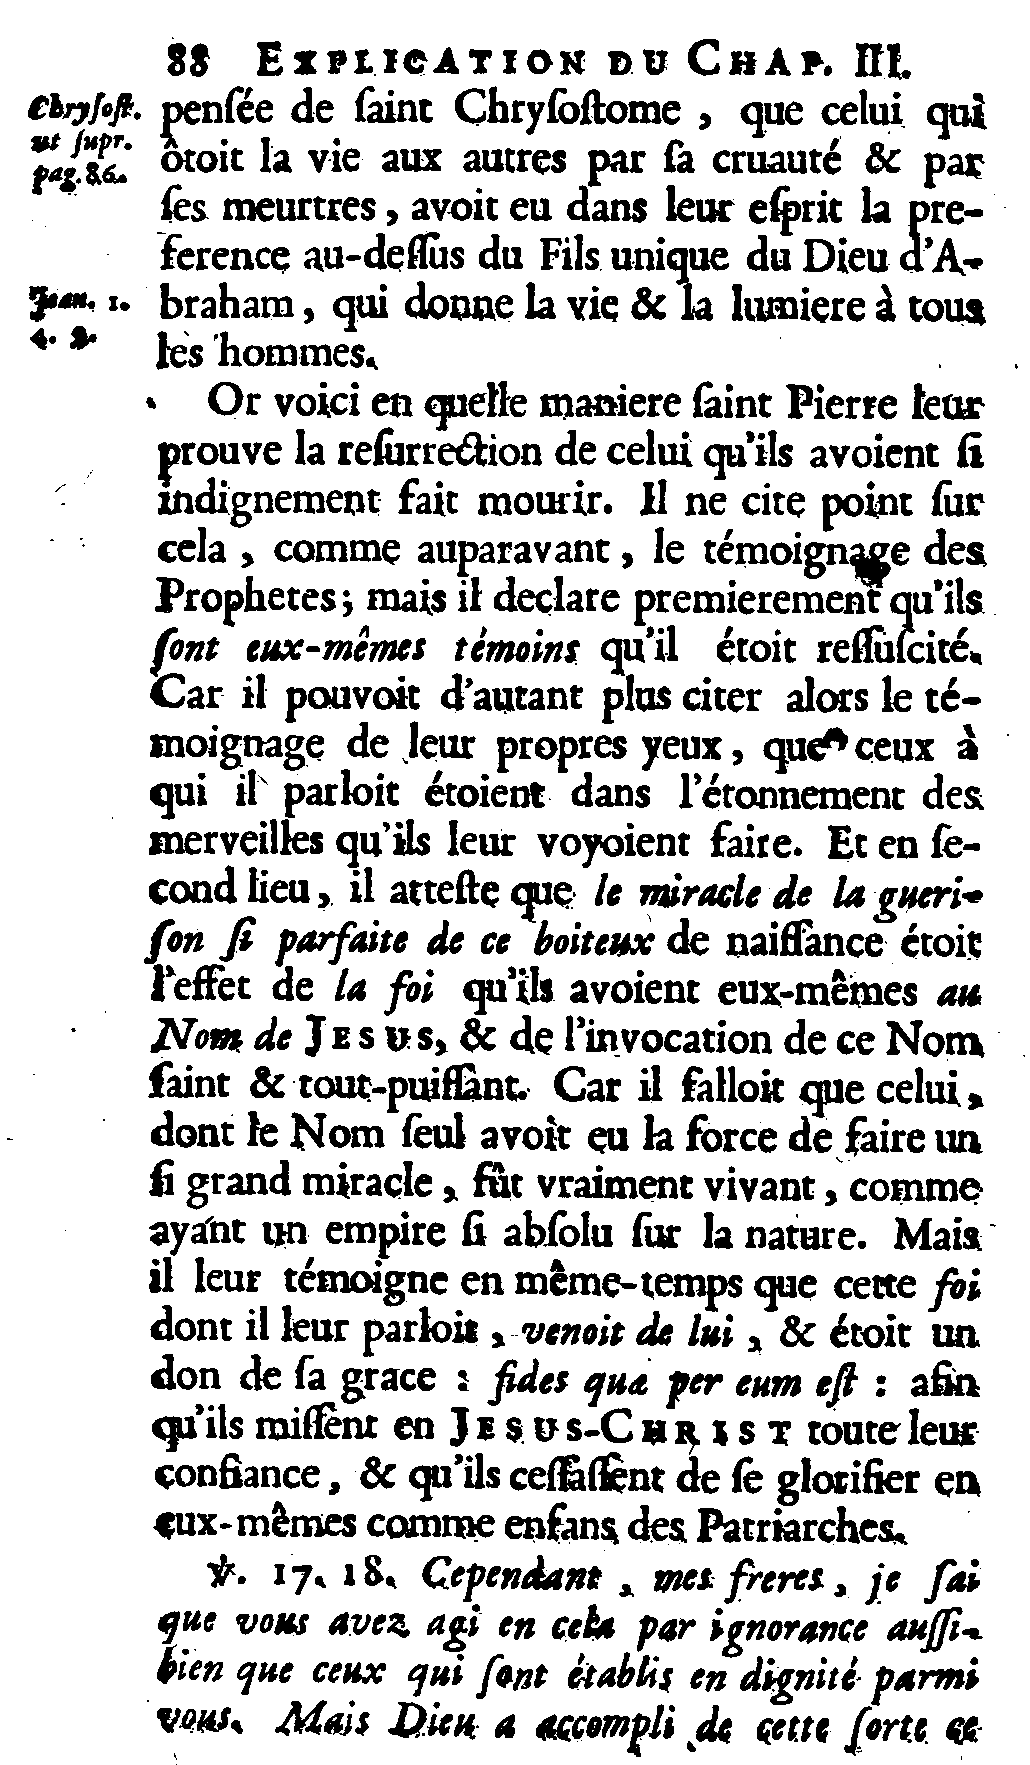 88 EXPLICATION DU CHAP. III.
Chryſoſt.
ut ſupr.
pag. 86.
penſée de ſaint Chryſoſtome, que celui qui
ôtoit la vie aux autres par ſa cruauté & par
ſes meurtres, avoit eu dans leur eſprit la pre-
ference au-deſſus du Fils unique du Dieu d'A-
Joan. 1.
4. 9.
braham, qui donne la vie & la lumiere à tous
les hommes.
Or voici en quelle maniere ſaint Pierre leur
prouve la reſurrection de celui qu'ils avoient ſi
indignement fait mourir. Il ne cite point ſur
cela, comme auparavant, le témoignage des
Prophetes; mais il declare premierement qu'ils
ſont eux-mêmes témoins qu'il étoit reſſuſcité.
Car il pouvoit d'autant plus citer alors le té-
moignage de leur propres yeux, que ceux à
qui il parloit étoient dans l'étonnement des
merveilles qu'ils leur voyoient faire. Et en ſe-
cond lieu, il atteſte que le miracle de la gueri-
ſon ſi parfaite de ce boiteux de naiſſance étoit
l'effet de la foi qu'ils avoient eux-mêmes au
Nom de JESUS, & de l'invocation de ce Nom
ſaint & tout-puiſſant. Car il falloit que celui,
dont le Nom ſeul avoit eu la force de faire un
ſi grand miracle, fût vraiment vivant, comme
ayant un empire ſi abſolu ſur la nature. Mais
il leur témoigne en même-temps que cette foi
dont il leur parloit, venoit de lui, & étoit un
don de ſa grace : fides quæ per eum eſt : afin
qu'ils miſſent en JESUS-CHRIST toute leur
confiance, & qu'ils ceſſaſſent de ſe glorifier en
eux-mêmes comme enfans des Patriarches.
℣. 17. 18. Cependant, mes freres, je ſai
que vous avez agi en cela par ignorance auſſi-
bien que ceux qui ſont établis en dignité parmi
vous. Mais Dieu a accompli de cette ſorte ce